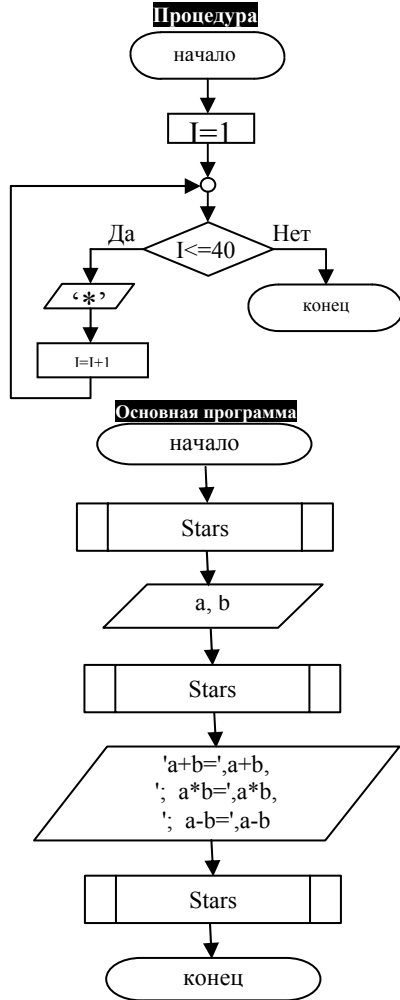 Процедура
начало
I=1
Да
I<=40
Нет
‘*’
конец
I=I+1
Основная программа
начало
Stars
a, b
Stars
'a+b=',a+b,
'; a*b=',a*b,
'; a-b=',a-b
Stars
конец